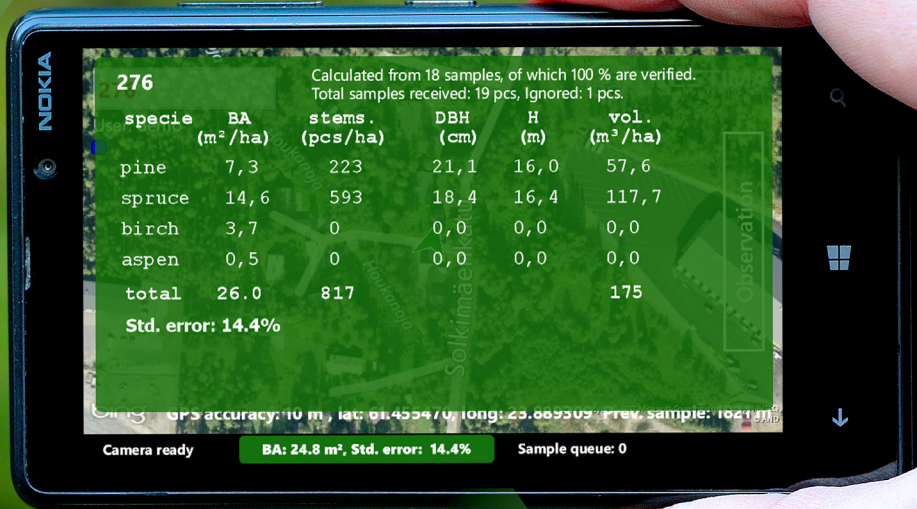 NOKIA
276
Calculated from 18 samples, of which 100 % are verified.
Total samples received: 19 pcs, Ignored: 1 pcs.
specie BA stems. DBH H vol.
(m²/ha) (pcs/ha) (cm) (m) (m³/ha)
pine 7,3 223 21,1 16,0 57,6
spruce 14,6 593 18,4 16,4 117,7
birch 3,7 0 0,0 0,0 0,0
aspen 0,5 0 0,0 0,0 0,0
total 26.0 817 175
Std. error: 14.4%
Observation
Haukanoja
bing
GPS accuracy: 10 m , lat: 61.455470, long: 23.889309 Prev. sample: 1621 m
Camera ready
BA: 24.8 m², Std. error: 14.4%
Sample queue: 0